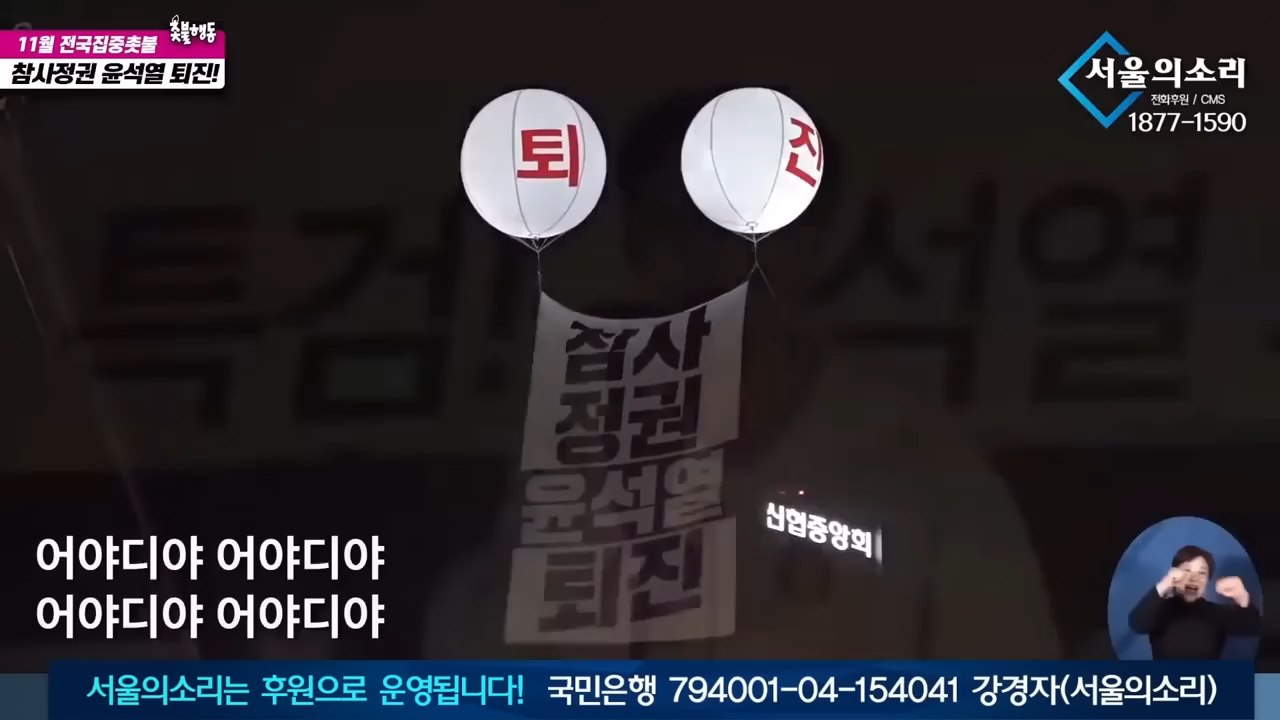 11월 전국집중촛불
촛불행동
참사정권 윤석열 퇴진!
서울의소리
전화후원 / CMS
1877-1590
퇴
진
참사
정권
윤석열
퇴진
특검!
석열
신협중앙회
어야디야 어야디야
어야디야 어야디야
서울의소리는 후원으로 운영됩니다! 국민은행 794001-04-154041 강경자(서울의소리)